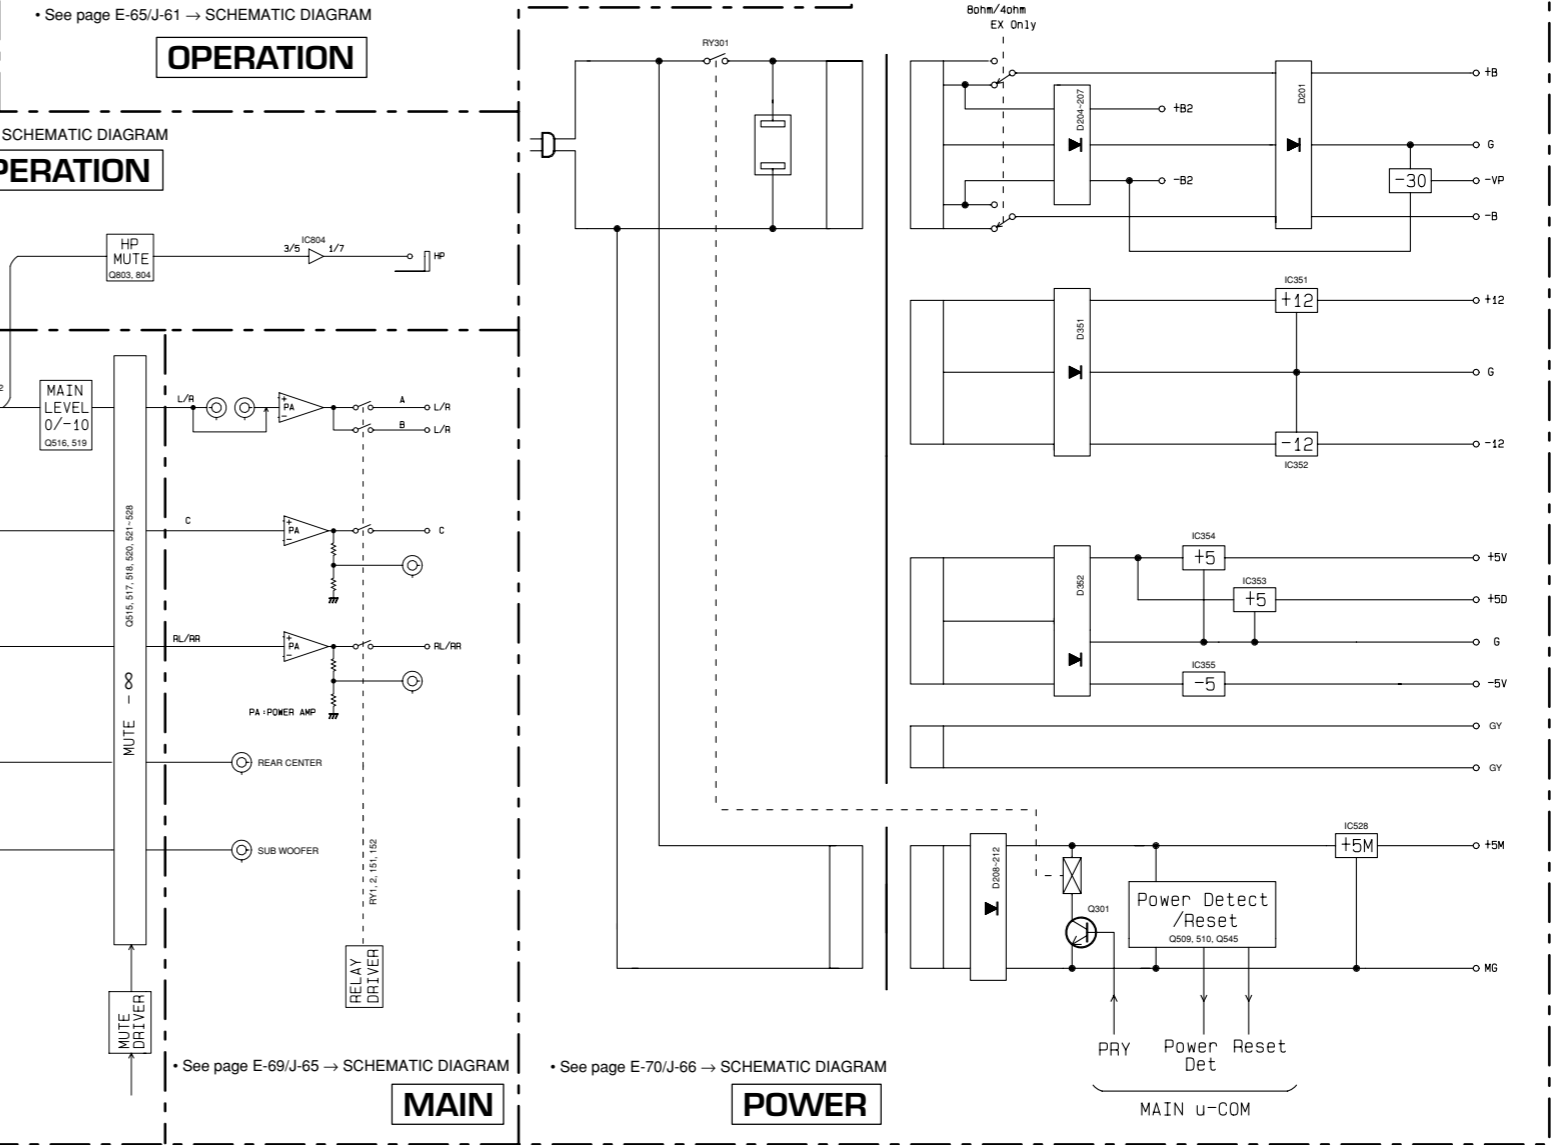 • See page E-65/J-61 → SCHEMATIC DIAGRAM
OPERATION
SCHEMATIC DIAGRAM
PERATION
HP
MUTE
Q803, 804
3/5
IC804
1/7
HP
2
MAIN
LEVEL
0/-10
Q516, 519
MUTE -∞
Q515, 517, 518, 520, 521~528
L/R
+
PA
-
A
L/R
B
L/R
C
+
PA
-
C
RL/RR
+
PA
-
RL/RR
PA :POWER AMP
REAR CENTER
SUB WOOFER
RY1, 2, 151, 152
RELAY
DRIVER
MUTE
DRIVER
• See page E-69/J-65 → SCHEMATIC DIAGRAM
MAIN
RY301
8ohm/4ohm
EX Only
D204~207
+B2
-B2
D201
+B
G
-30
-VP
-B
D351
IC351
+12
+12
G
-12
IC352
-12
D352
IC354
+5
+5V
IC353
+5
+5D
G
IC355
-5
-5V
GY
GY
D208~212
Q301
Power Detect
/Reset
Q509, 510, Q545
IC528
+5M
+5M
MG
PRY
Power
Det
Reset
MAIN u-COM
• See page E-70/J-66 → SCHEMATIC DIAGRAM
POWER